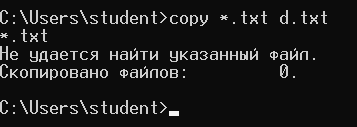 C:\Users\student>copy *.txt d.txt
*.txt
Не удается найти указанный файл.
Скопировано файлов:         0.
C:\Users\student>